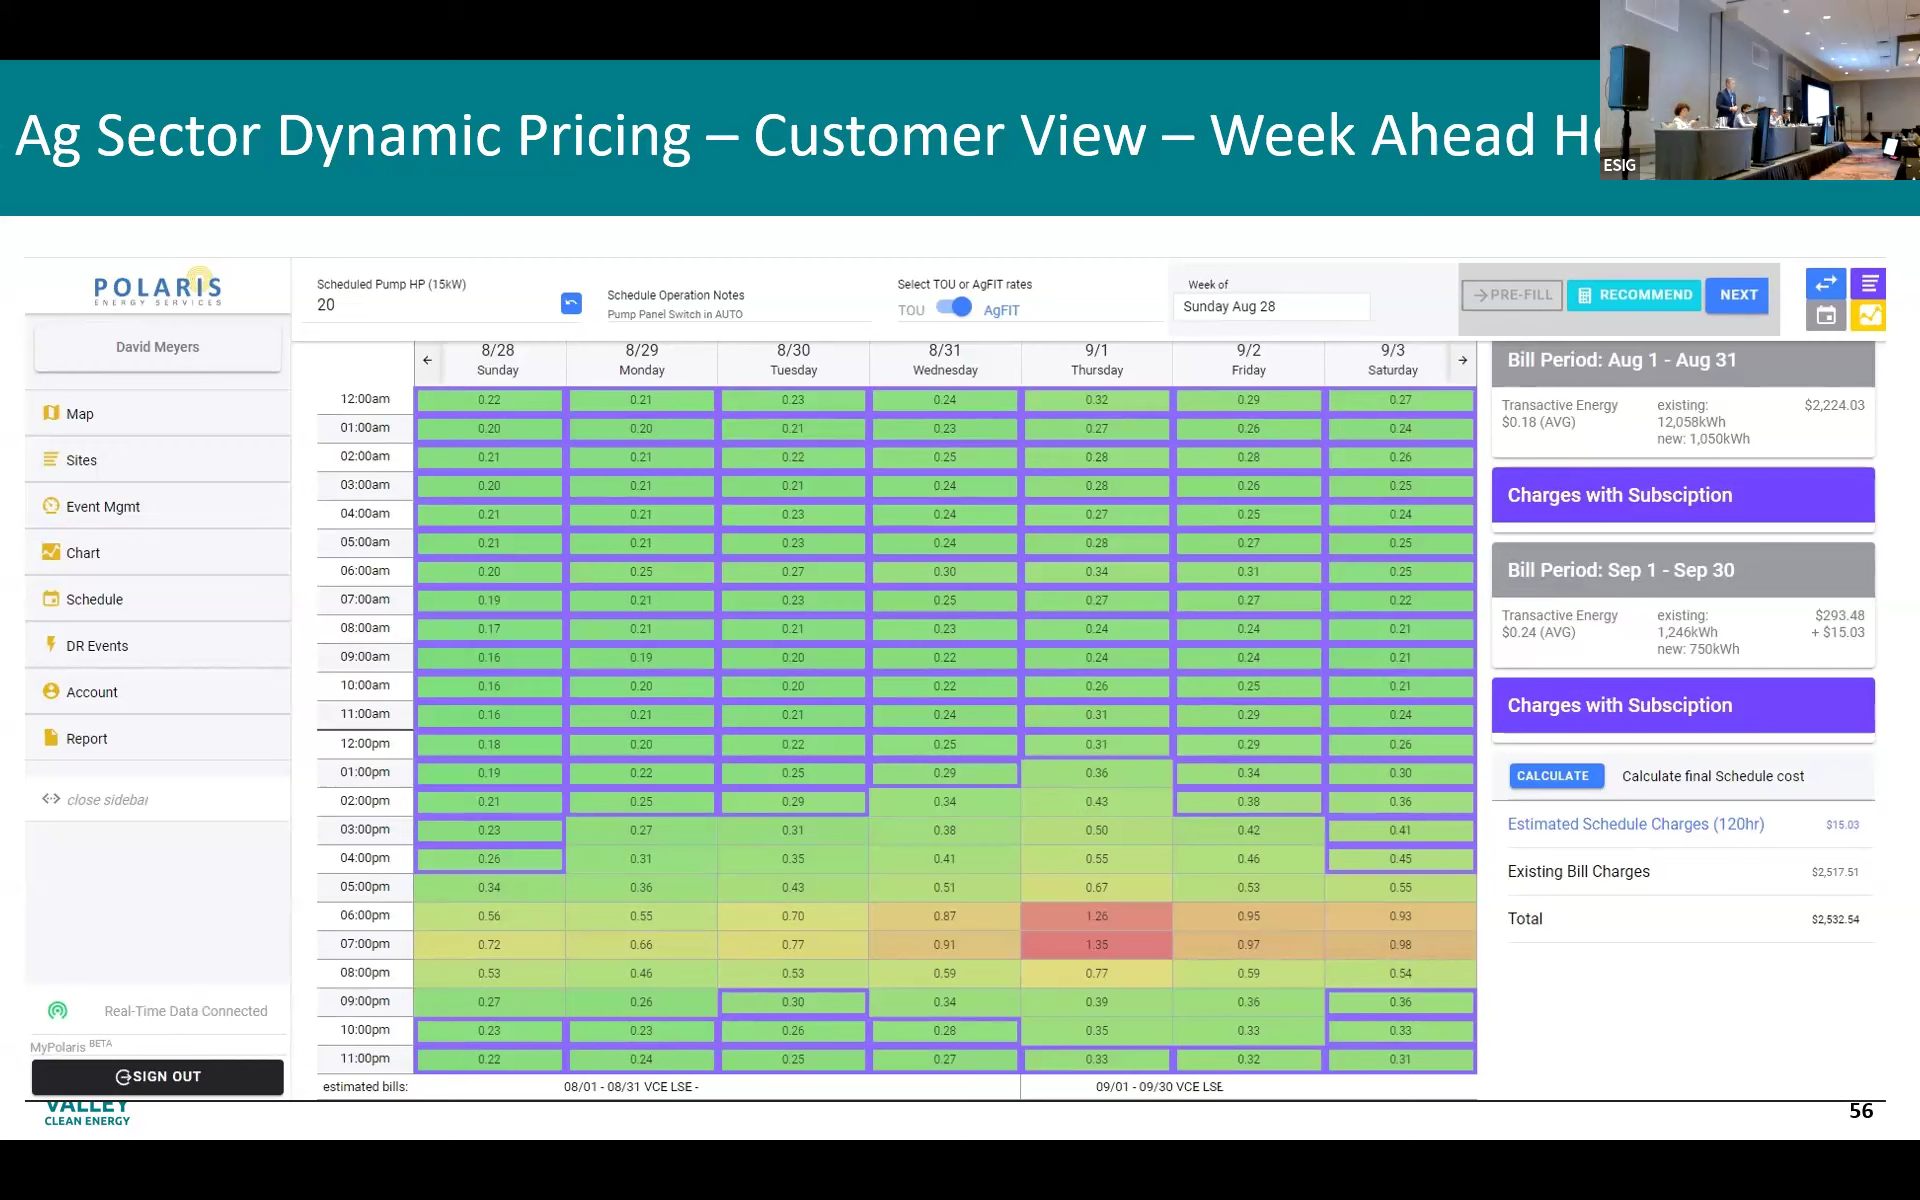 Ag Sector Dynamic Pricing – Customer View – Week Ahead
ESIG
POLARIS
ENERGY SERVICES
David Meyers
Map
Sites
Event Mgmt
Chart
Schedule
DR Events
Account
Report
close sidebar
Real-Time Data Connected
MyPolaris BETA
SIGN OUT
Scheduled Pump HP (15kW)
20
Schedule Operation Notes
Pump Panel Switch in AUTO
Select TOU or AgFIT rates
TOU AgFIT
Week of
Sunday Aug 28
PRE-FILL RECOMMEND NEXT
8/28 8/29 8/30 8/31 9/1 9/2 9/3
Sunday Monday Tuesday Wednesday Thursday Friday Saturday
12:00am 0.22 0.21 0.23 0.24 0.32 0.29 0.27
01:00am 0.20 0.20 0.21 0.23 0.27 0.26 0.24
02:00am 0.21 0.21 0.22 0.25 0.28 0.28 0.26
03:00am 0.20 0.21 0.21 0.24 0.28 0.26 0.25
04:00am 0.21 0.21 0.23 0.24 0.27 0.25 0.24
05:00am 0.21 0.21 0.23 0.24 0.28 0.27 0.25
06:00am 0.20 0.25 0.27 0.30 0.34 0.31 0.25
07:00am 0.19 0.21 0.23 0.25 0.27 0.27 0.22
08:00am 0.17 0.21 0.21 0.23 0.24 0.24 0.21
09:00am 0.16 0.19 0.20 0.22 0.24 0.24 0.21
10:00am 0.16 0.20 0.20 0.22 0.26 0.25 0.21
11:00am 0.16 0.21 0.21 0.24 0.31 0.29 0.24
12:00pm 0.18 0.20 0.22 0.25 0.31 0.29 0.26
01:00pm 0.19 0.22 0.25 0.29 0.36 0.34 0.30
02:00pm 0.21 0.25 0.29 0.34 0.43 0.38 0.36
03:00pm 0.23 0.27 0.31 0.38 0.50 0.42 0.41
04:00pm 0.26 0.31 0.35 0.41 0.55 0.46 0.45
05:00pm 0.34 0.36 0.43 0.51 0.67 0.53 0.55
06:00pm 0.56 0.55 0.70 0.87 1.26 0.95 0.93
07:00pm 0.72 0.66 0.77 0.91 1.35 0.97 0.98
08:00pm 0.53 0.46 0.53 0.59 0.77 0.59 0.54
09:00pm 0.27 0.26 0.30 0.34 0.39 0.36 0.36
10:00pm 0.23 0.23 0.26 0.28 0.35 0.33 0.33
11:00pm 0.22 0.24 0.25 0.27 0.33 0.32 0.31
estimated bills: 08/01 - 08/31 VCE LSE - 09/01 - 09/30 VCE LSE
Bill Period: Aug 1 - Aug 31
Transactive Energy existing: $2,224.03
$0.18 (AVG) 12,058kWh
new: 1,050kWh
Charges with Subsciption
Bill Period: Sep 1 - Sep 30
Transactive Energy existing: $293.48
$0.24 (AVG) 1,246kWh + $15.03
new: 750kWh
Charges with Subsciption
CALCULATE Calculate final Schedule cost
Estimated Schedule Charges (120hr) $15.03
Existing Bill Charges $2,517.51
Total $2,532.54
VALLEY
CLEAN ENERGY
56